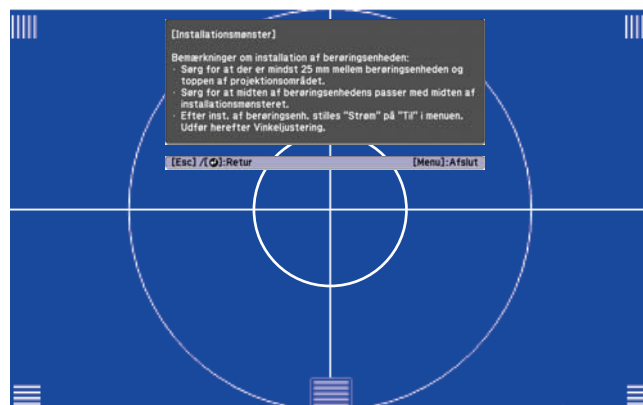 [Installationsmønster]
Bemærkninger om installation af berøringsenheden:
· Sørg for at der er mindst 25 mm mellem berøringsenheden og
toppen af projektionsområdet.
· Sørg for at midten af berøringsenhedens passer med midten af
installationsmønsteret.
· Efter inst. af berøringsenh. stilles "Strøm" på "Til" i menuen.
Udfør herefter Vinkeljustering.
[Esc] /[⮐]:Retur [Menu]:Afslut